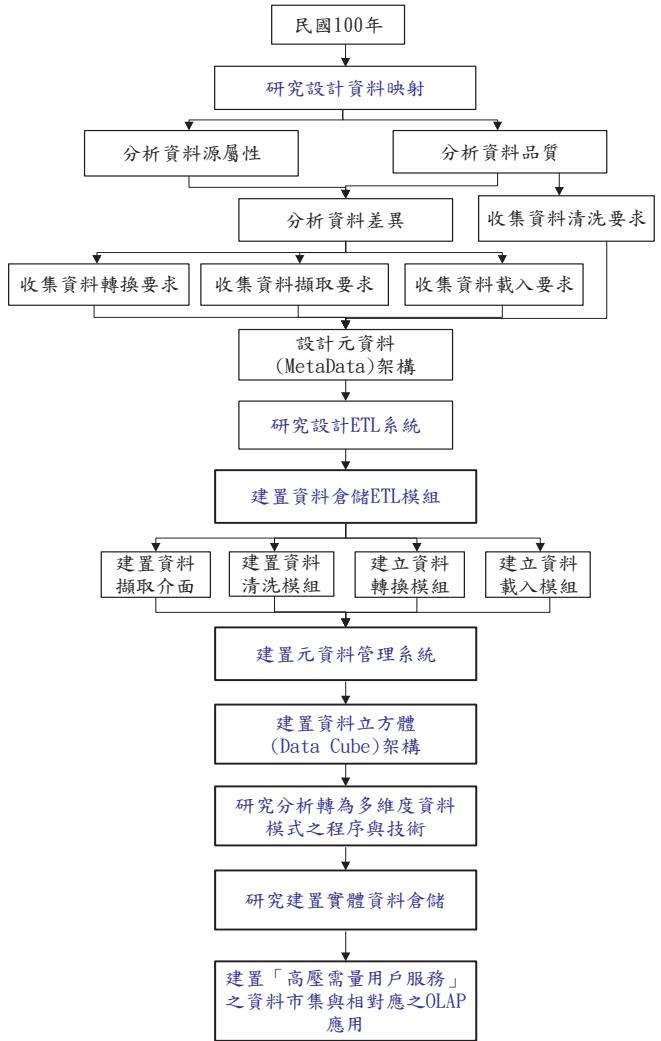 民國100年
研究設計資料映射
分析資料源屬性
分析資料品質
分析資料差異
收集資料清洗要求
收集資料轉換要求
收集資料擷取要求
收集資料載入要求
設計元資料
(MetaData)架構
研究設計ETL系統
建置資料倉儲ETL模組
建置資料
擷取介面
建置資料
清洗模組
建立資料
轉換模組
建立資料
載入模組
建置元資料管理系統
建置資料立方體
(Data Cube)架構
研究分析轉為多維度資料
模式之程序與技術
研究建置實體資料倉儲
建置「高壓需量用戶服務」
之資料市集與相對應之OLAP
應用